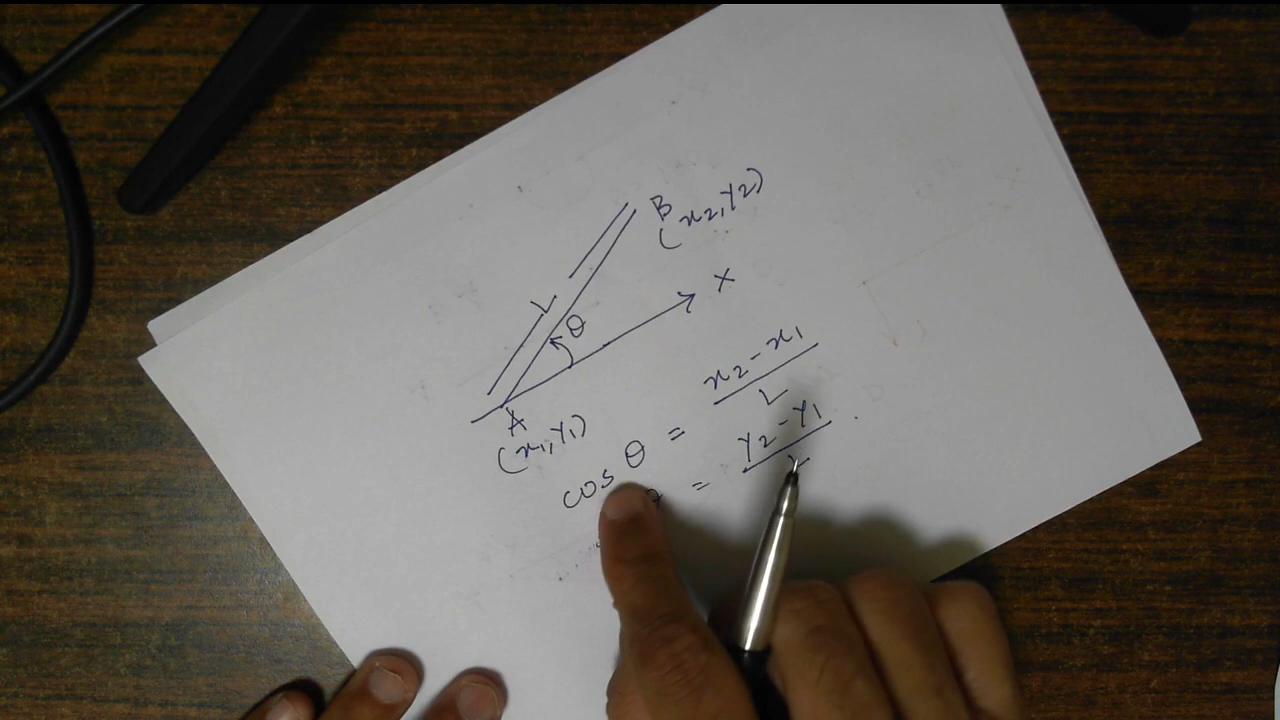 B
(x2, y2)
X
L
θ
A
(x1, y1)
cos θ = x2 - x1 / L
= y2 - y1 / L